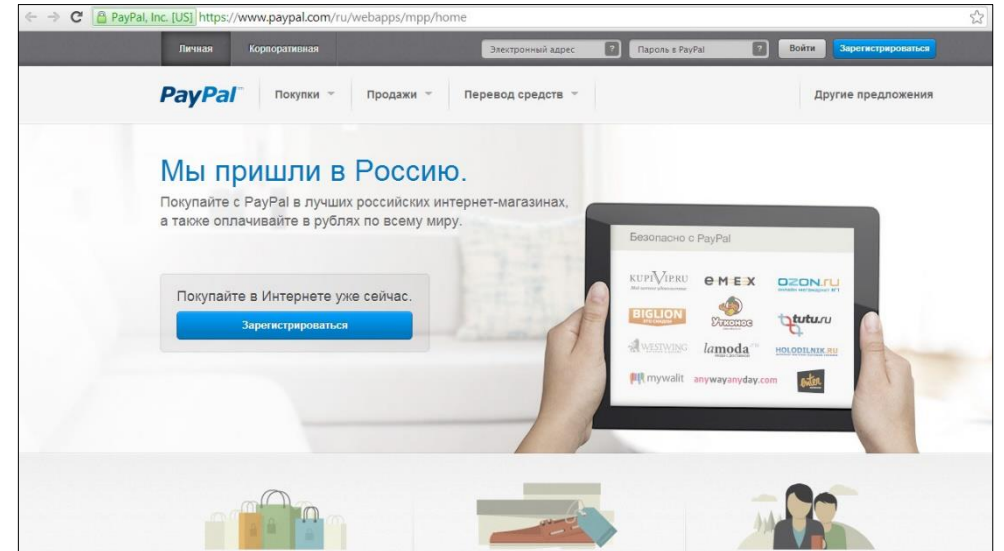 PayPal, Inc. [US] https://www.paypal.com/ru/webapps/mpp/home
Личная Корпоративная Электронный адрес ? Пароль в PayPal ? Войти Зарегистрироваться
PayPal Покупки Продажи Перевод средств Другие предложения
Мы пришли в Россию.
Покупайте с PayPal в лучших российских интернет-магазинах,
а также оплачивайте в рублях по всему миру.
Покупайте в Интернете уже сейчас.
Зарегистрироваться
Безопасно с PayPal
KUPIVIPRU EMEX OZON.RU
BIGLION Утконос tutu.ru
WESTWING lamoda HOLODILNIK.RU
mywalit anywayanyday.com enter